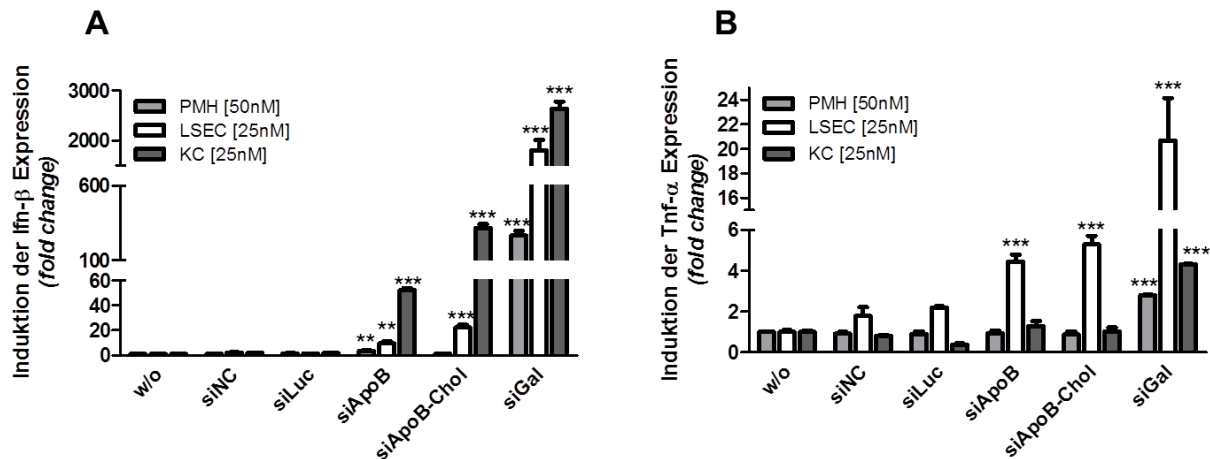 A
Induktion der Ifn-β Expression
(fold change)
3000
2000
600
100
60
40
20
0
PMH [50nM]
LSEC [25nM]
KC [25nM]
**
**
***
***
***
***
***
***
w/o
siNC
siLuc
siApoB
siApoB-Chol
siGal
B
Induktion der Tnf-α Expression
(fold change)
24
22
20
18
16
14
6
4
2
0
PMH [50nM]
LSEC [25nM]
KC [25nM]
***
***
***
***
***
w/o
siNC
siLuc
siApoB
siApoB-Chol
siGal